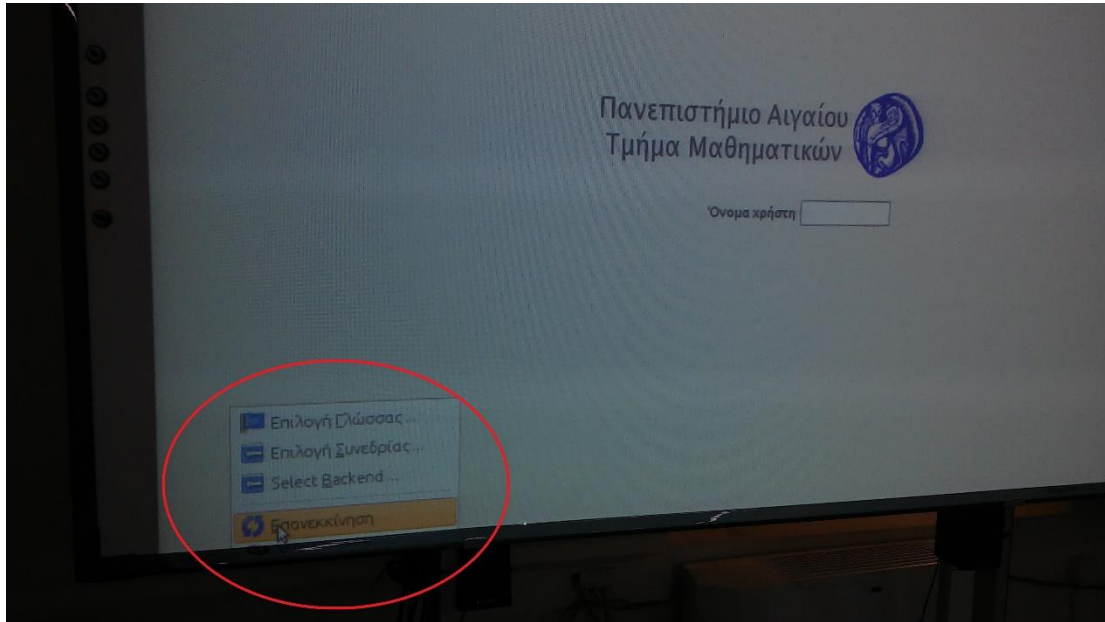 Πανεπιστήμιο Αιγαίου
Τμήμα Μαθηματικών
Όνομα χρήστη
Επιλογή Γλώσσας...
Επιλογή Συνεδρίας...
Select Backend...
Επανεκκίνηση